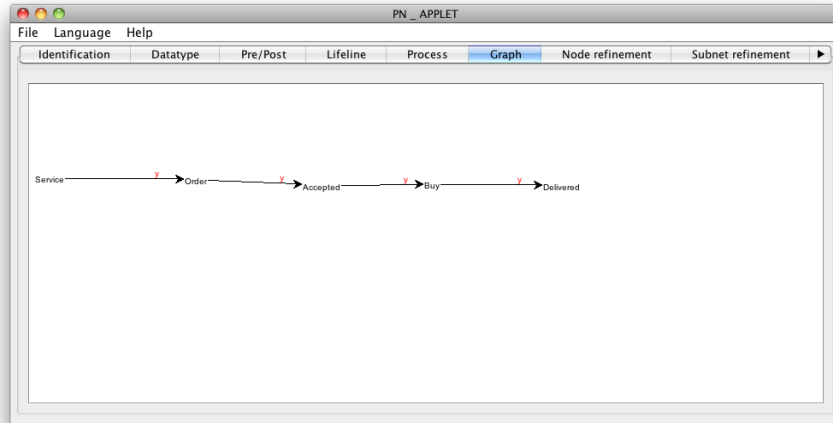 PN _ APPLET
File Language Help
Identification Datatype Pre/Post Lifeline Process Graph Node refinement Subnet refinement
Service y Order y Accepted y Buy y Delivered